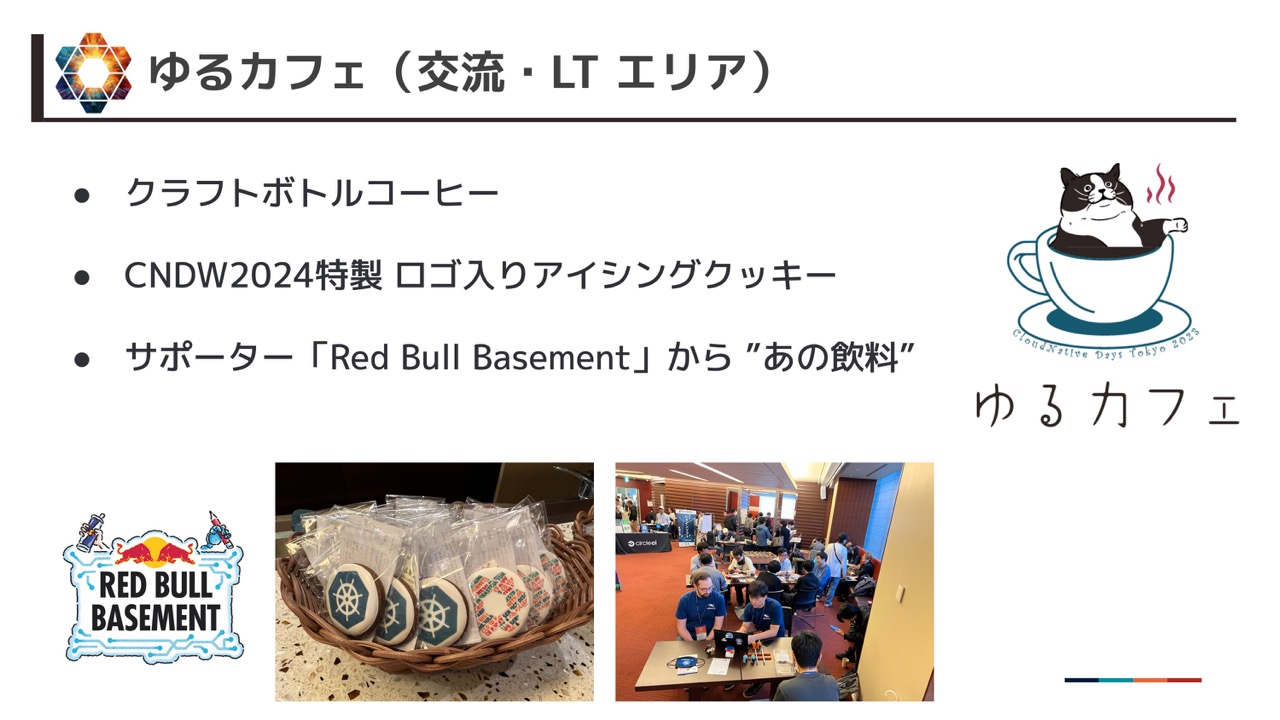 ゆるカフェ（交流・LT エリア）
● クラフトボトルコーヒー
● CNDW2024特製 ロゴ入りアイシングクッキー
● サポーター「Red Bull Basement」から ”あの飲料”
CloudNative Days Tokyo 2023
ゆるカフェ
RED BULL
BASEMENT
circleci